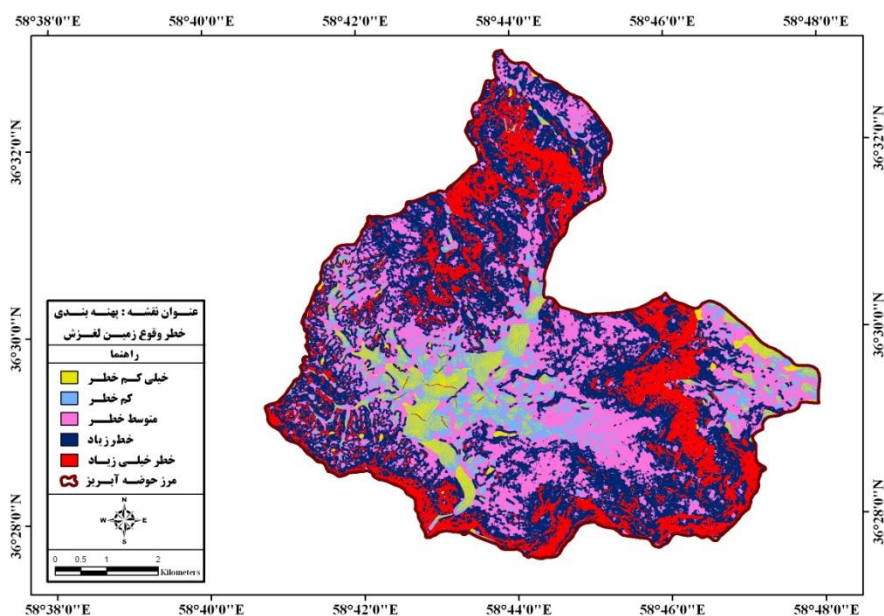 58°38'0"E 58°40'0"E 58°42'0"E 58°44'0"E 58°46'0"E 58°48'0"E
36°32'0"N 36°32'0"N
36°30'0"N 36°30'0"N
36°28'0"N 36°28'0"N
عنوان نقشه : پهنه بندی
خطر وقوع زمین لغزش
راهنما
خیلی کم خطر
کم خطر
متوسط خطر
خطر زیاد
خطر خیلی زیاد
مرز حوضه آبریز
N
W E
S
0 0.5 1 2
Kilometers
58°38'0"E 58°40'0"E 58°42'0"E 58°44'0"E 58°46'0"E 58°48'0"E